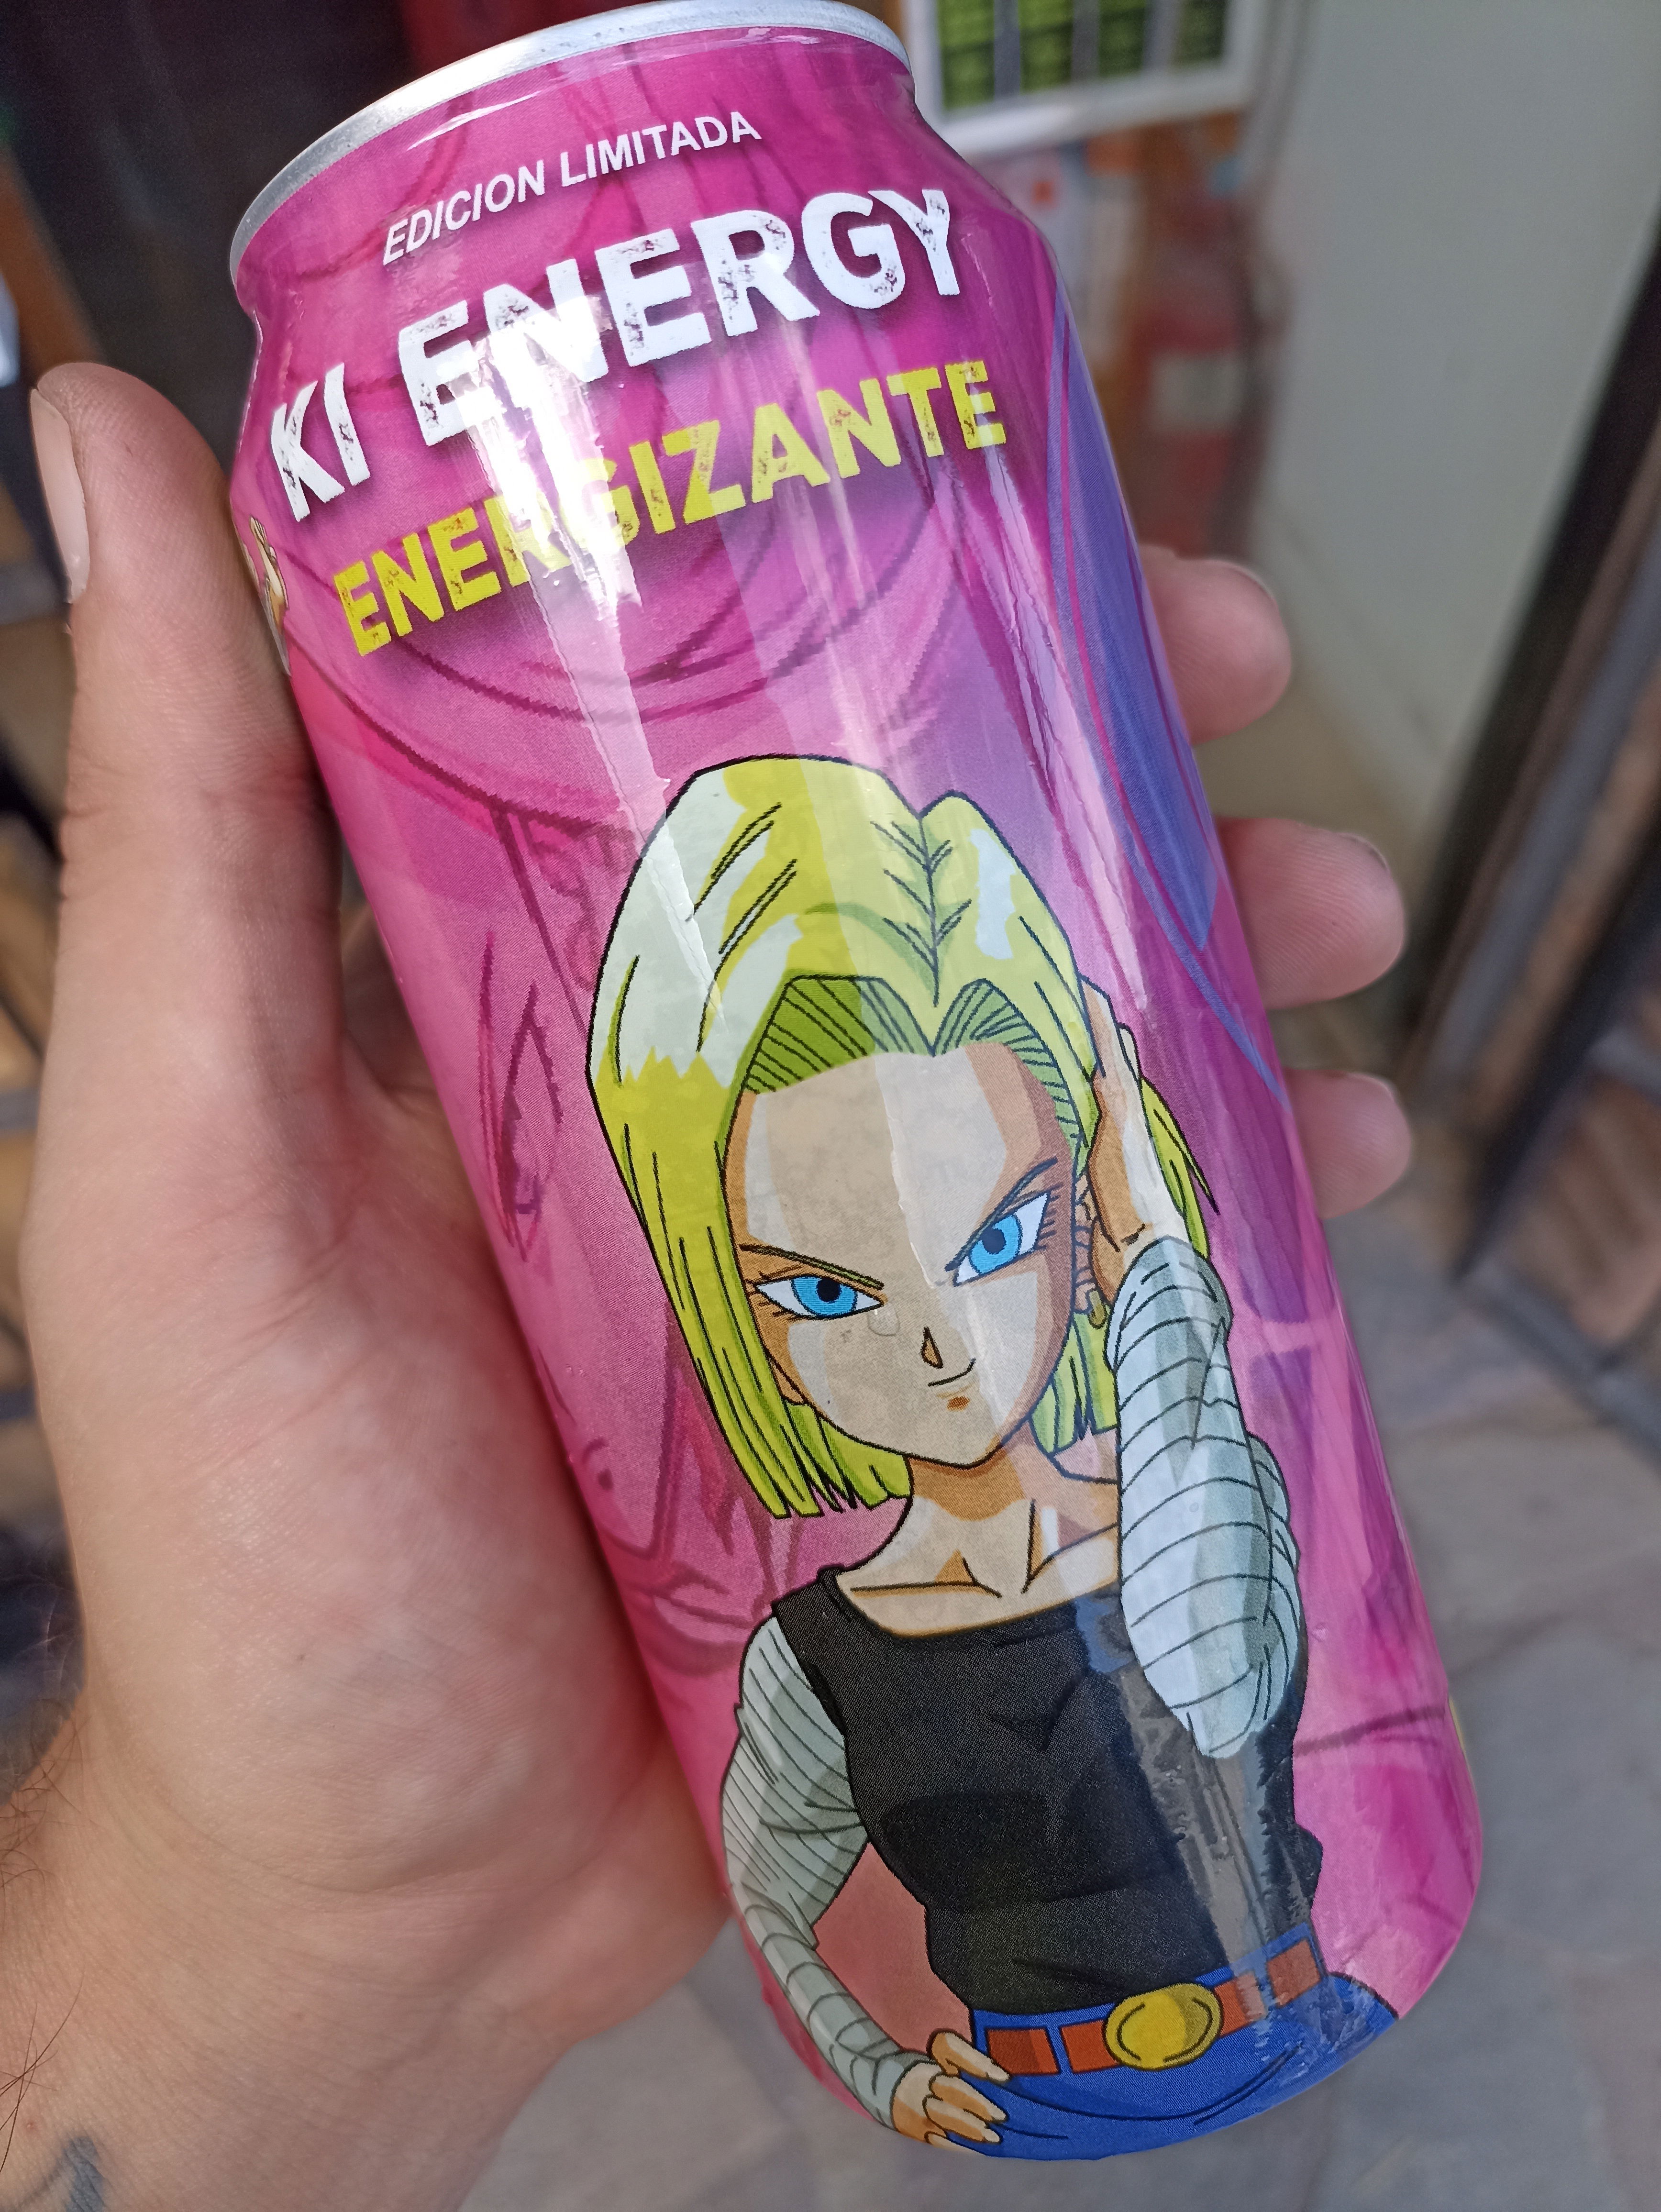 EDICION LIMITADA
KI ENERGY
ENERGIZANTE